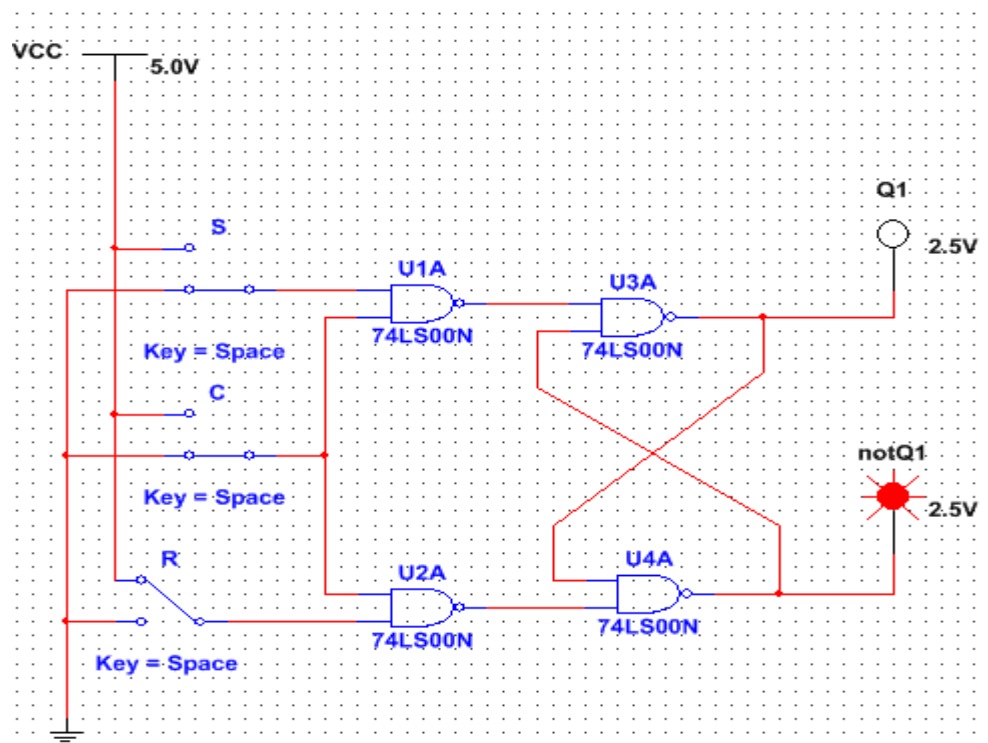 VCC
5.0V
Q1
S
2.5V
U1A
U3A
74LS00N
74LS00N
Key = Space
C
notQ1
Key = Space
2.5V
R
U2A
U4A
74LS00N
74LS00N
Key = Space